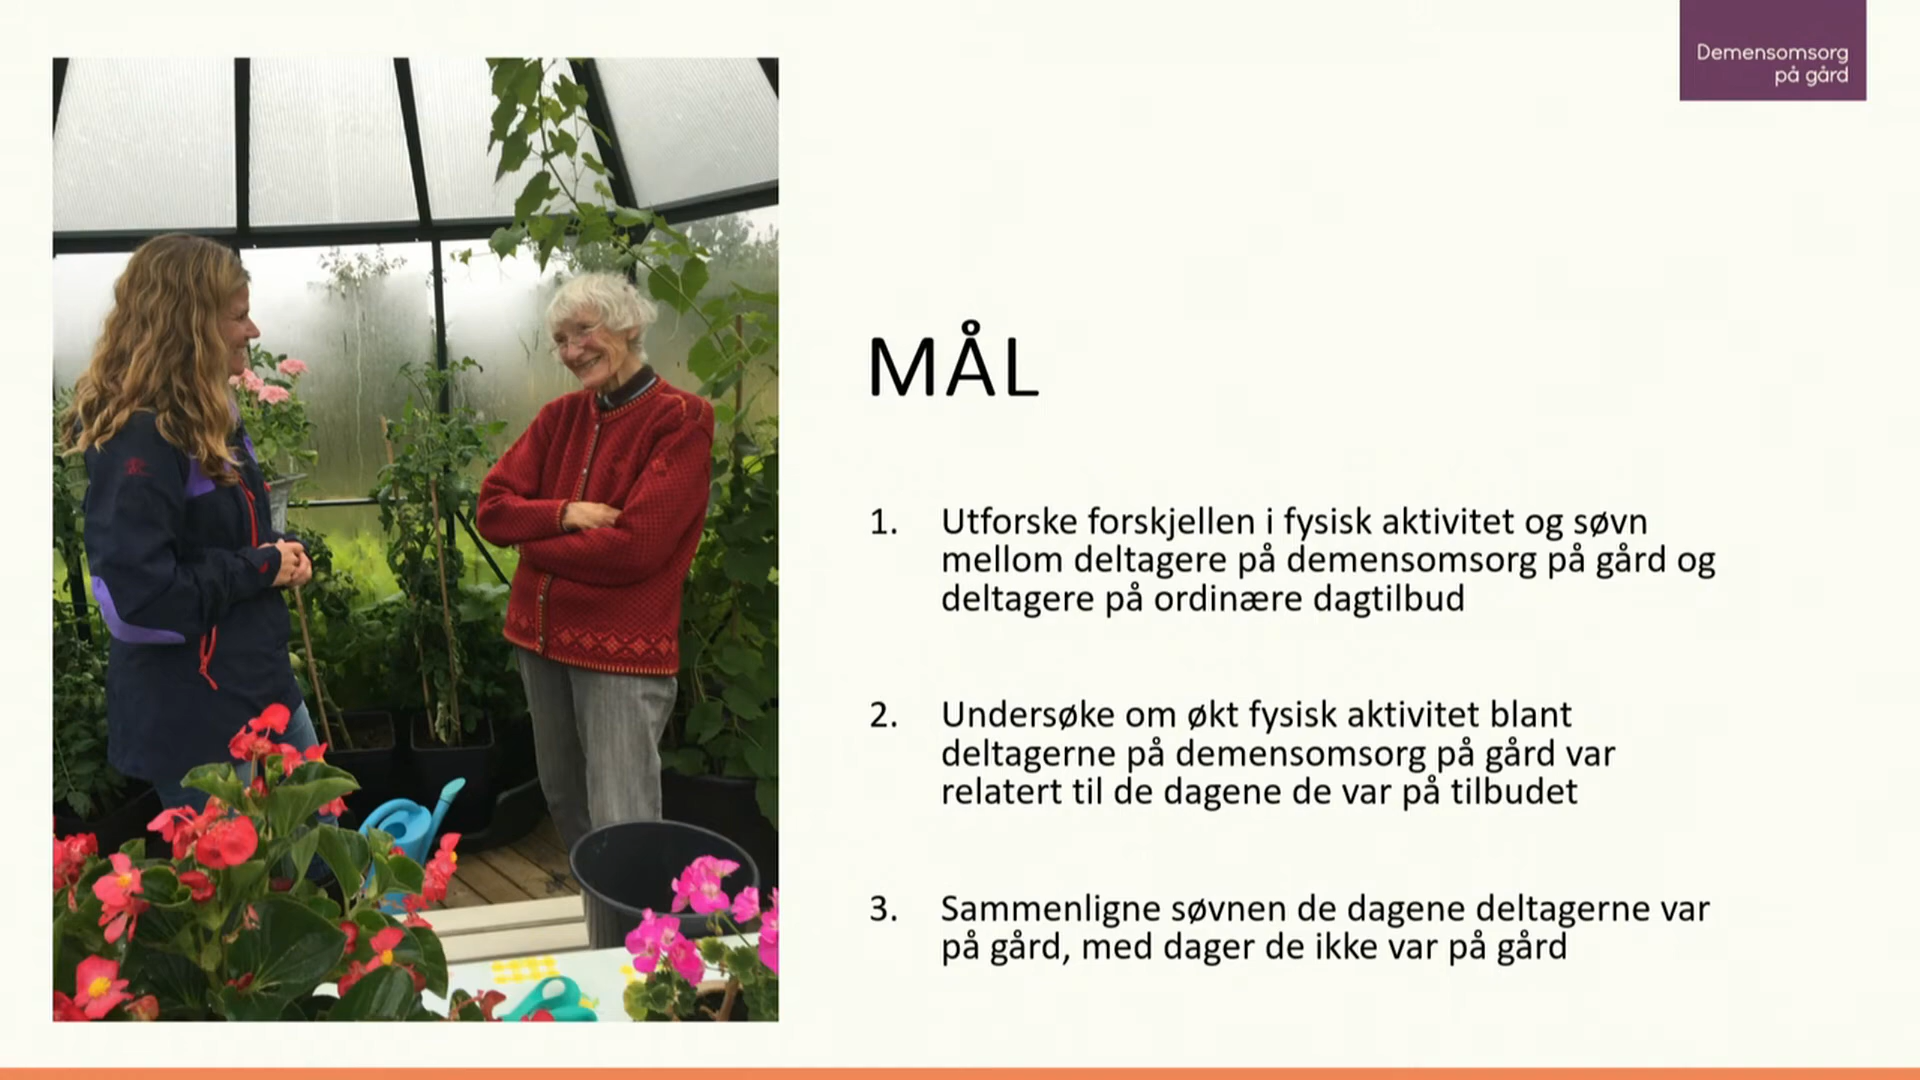 Demensomsorg
på gård
MÅL
1. Utforske forskjellen i fysisk aktivitet og søvn
mellom deltagere på demensomsorg på gård og
deltagere på ordinære dagtilbud
2. Undersøke om økt fysisk aktivitet blant
deltagerne på demensomsorg på gård var
relatert til de dagene de var på tilbudet
3. Sammenligne søvnen de dagene deltagerne var
på gård, med dager de ikke var på gård